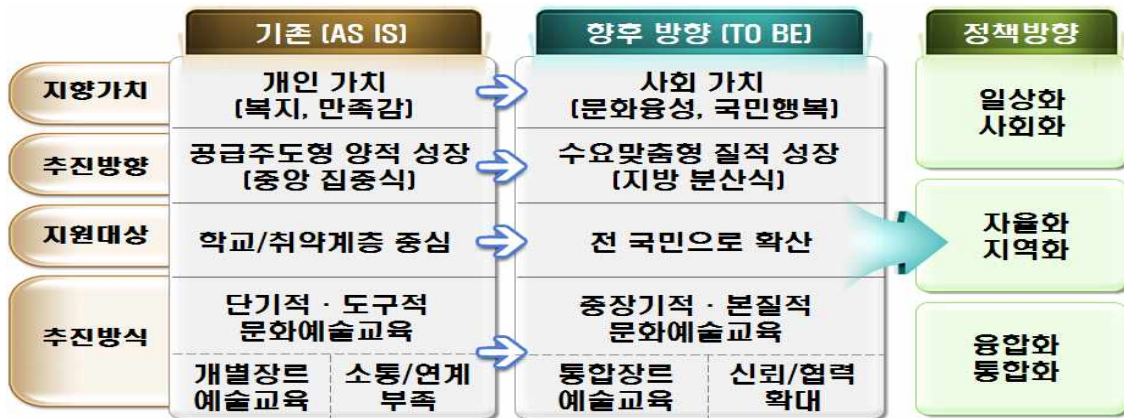 기존 (AS IS)
향후 방향 (TO BE)
정책방향
지향가치
개인 가치
(복지, 만족감)
사회 가치
(문화융성, 국민행복)
추진방향
공급주도형 양적 성장
(중앙 집중식)
수요맞춤형 질적 성장
(지방 분산식)
지원대상
학교/취약계층 중심
전 국민으로 확산
추진방식
단기적 · 도구적
문화예술교육
중장기적 · 본질적
문화예술교육
개별장르
예술교육
소통/연계
부족
통합장르
예술교육
신뢰/협력
확대
일상화
사회화
자율화
지역화
융합화
통합화